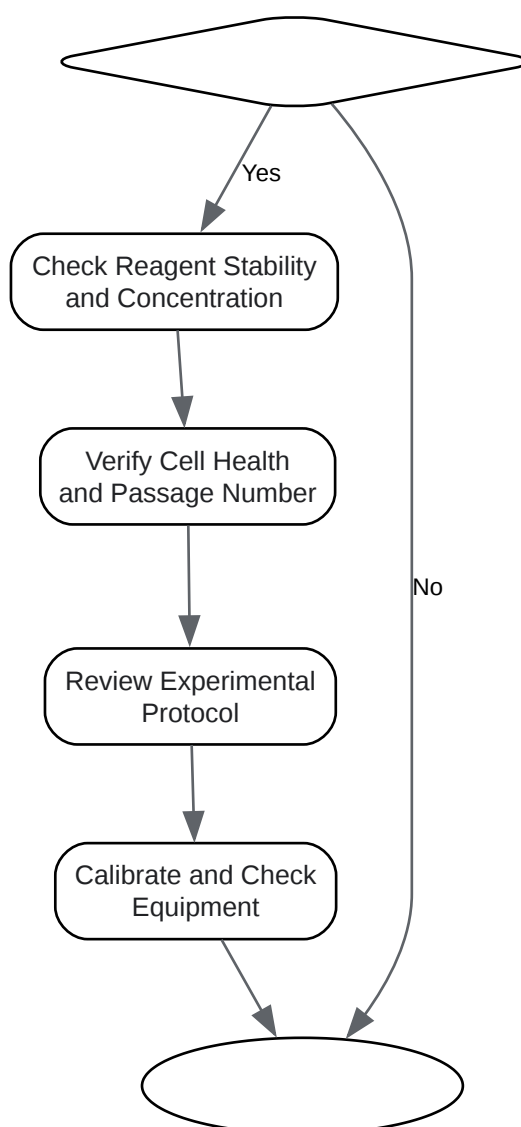 Yes
Check Reagent Stability
and Concentration
Verify Cell Health
and Passage Number
No
Review Experimental
Protocol
Calibrate and Check
Equipment